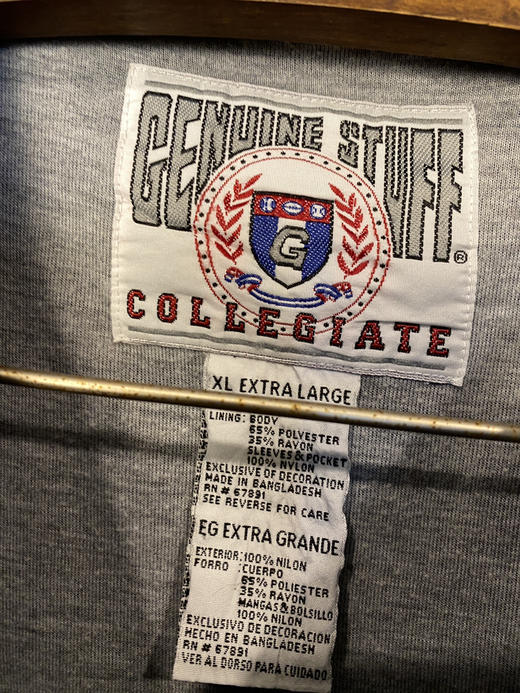 GENUINE STUFF
®
G
COLLEGIATE
XL EXTRA LARGE
LINING: BODY
65% POLYESTER
35% RAYON
SLEEVES & POCKET
100% NYLON
EXCLUSIVE OF DECORATION
MADE IN BANGLADESH
RN # 67891
SEE REVERSE FOR CARE
EG EXTRA GRANDE
EXTERIOR:100% NILON
FORRO :CUERPO
65% POLIESTER
35% RAYON
MANGAS&BOLSILLO
100% NILON
EXCLUSIVO DE DECORACION
HECHO EN BANGLADESH
RN # 67891
VER AL DORSO PARA CUIDADO